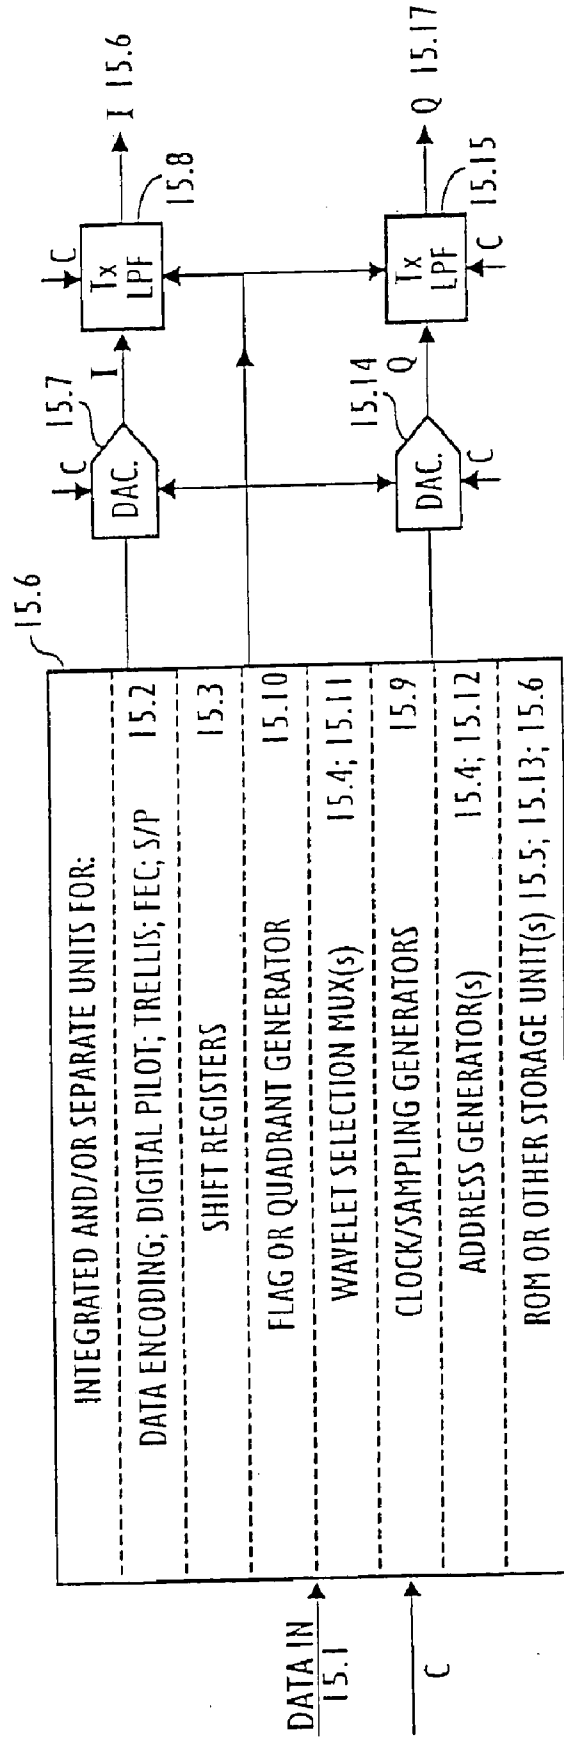 DATA IN
15.1
C
15.6
INTEGRATED AND/OR SEPARATE UNITS FOR:
DATA ENCODING; DIGITAL PILOT; TRELLIS; FEC; S/P 15.2
SHIFT REGISTERS 15.3
FLAG OR QUADRANT GENERATOR 15.10
WAVELET SELECTION MUX(s) 15.4; 15.11
CLOCK/SAMPLING GENERATORS 15.9
ADDRESS GENERATOR(s) 15.4; 15.12
ROM OR OTHER STORAGE UNIT(s) 15.5; 15.13; 15.6
C
15.7
DAC.
I
C
Tx
LPF
15.8
I 15.6
15.14
DAC.
C
Q
Tx
LPF
C
15.15
Q 15.17